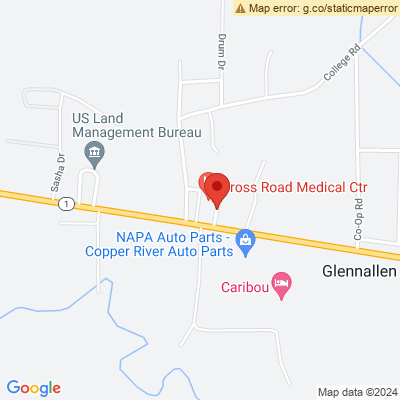 Map error: g.co/staticmaperror
Drum Dr
College Rd
US Land
Management Bureau
Sasha Dr
ross Road Medical Ctr
1
Co-Op Rd
NAPA Auto Parts -
Copper River Auto Parts
Glennallen
Caribou
Google
Map data ©2024